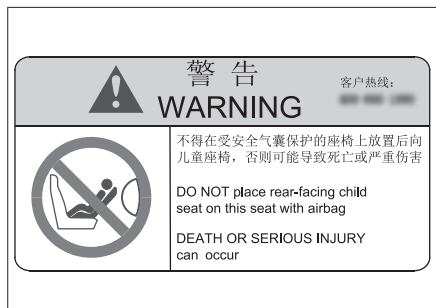 警告
客户热线:
WARNING
不得在受安全气囊保护的座椅上放置后向
儿童座椅，否则可能导致死亡或严重伤害
DO NOT place rear-facing child
seat on this seat with airbag
DEATH OR SERIOUS INJURY
can occur